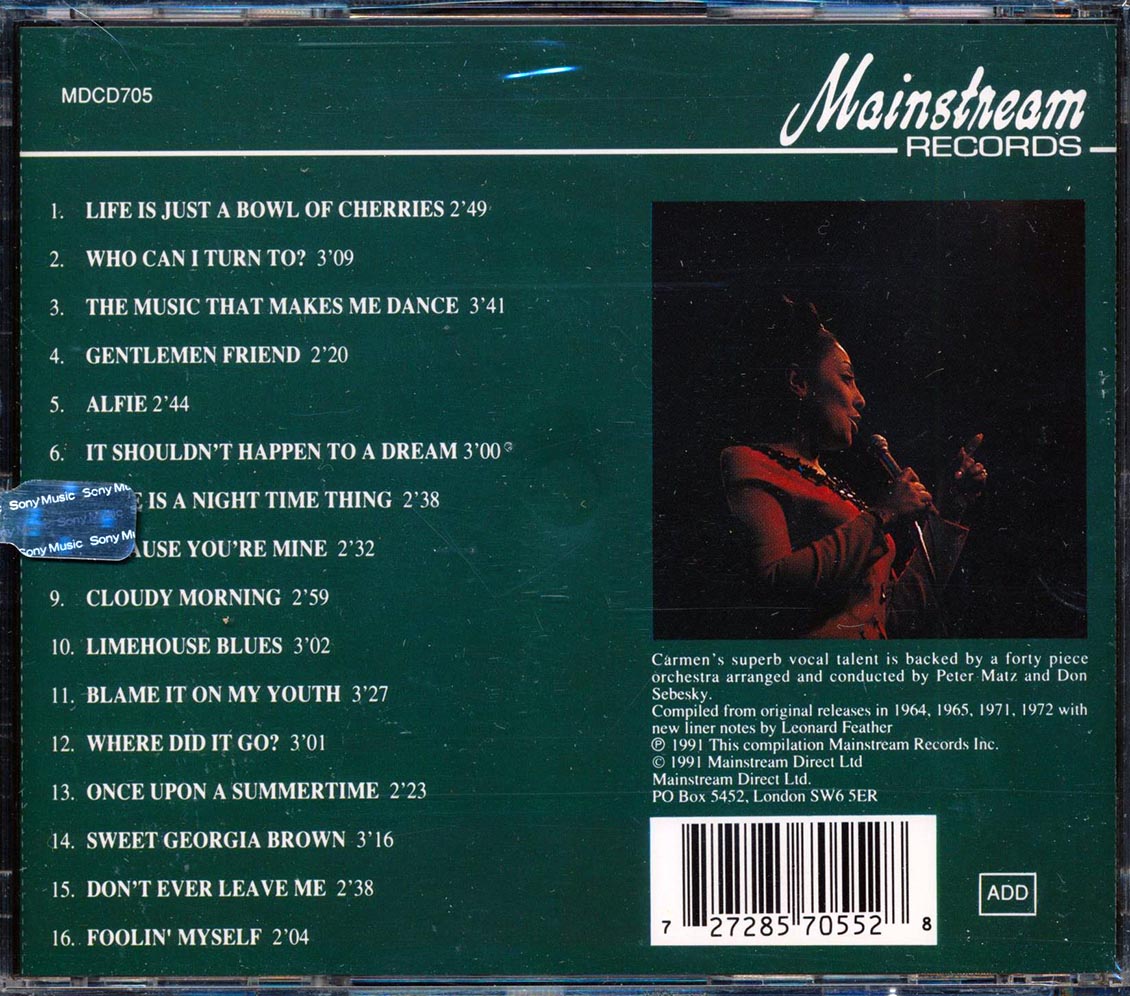 MDCD705
Mainstream
RECORDS
1. LIFE IS JUST A BOWL OF CHERRIES 2'49
2. WHO CAN I TURN TO? 3'09
3. THE MUSIC THAT MAKES ME DANCE 3'41
4. GENTLEMEN FRIEND 2'20
5. ALFIE 2'44
6. IT SHOULDN'T HAPPEN TO A DREAM 3'00
IS A NIGHT TIME THING 2'38
YOU'RE MINE 2'32
9. CLOUDY MORNING 2'59
10. LIMEHOUSE BLUES 3'02
11. BLAME IT ON MY YOUTH 3'27
12. WHERE DID IT GO? 3'01
13. ONCE UPON A SUMMERTIME 2'23
14. SWEET GEORGIA BROWN 3'16
15. DON'T EVER LEAVE ME 2'38
16. FOOLIN' MYSELF 2'04
Sony Music Sony Mu
Sony Music
Sony Music Sony Mu
Carmen's superb vocal talent is backed by a forty piece
orchestra arranged and conducted by Peter Matz and Don
Sebesky.
Compiled from original releases in 1964, 1965, 1971, 1972 with
new liner notes by Leonard Feather
℗ 1991 This compilation Mainstream Records Inc.
© 1991 Mainstream Direct Ltd
Mainstream Direct Ltd.
PO Box 5452, London SW6 5ER
7 27285 70552 8
ADD